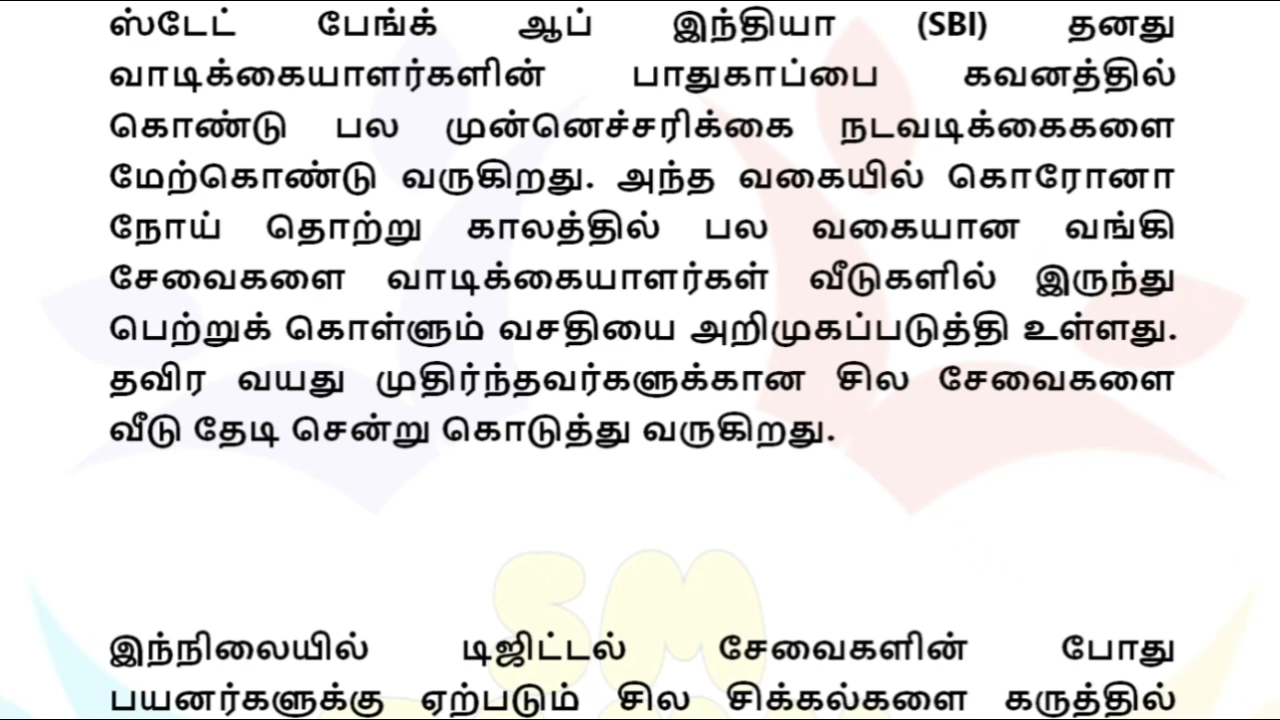 ஸ்டேட் பேங்க் ஆப் இந்தியா (SBI) தனது
வாடிக்கையாளர்களின் பாதுகாப்பை கவனத்தில்
கொண்டு பல முன்னெச்சரிக்கை நடவடிக்கைகளை
மேற்கொண்டு வருகிறது. அந்த வகையில் கொரோனா
நோய் தொற்று காலத்தில் பல வகையான வங்கி
சேவைகளை வாடிக்கையாளர்கள் வீடுகளில் இருந்து
பெற்றுக் கொள்ளும் வசதியை அறிமுகப்படுத்தி உள்ளது.
தவிர வயது முதிர்ந்தவர்களுக்கான சில சேவைகளை
வீடு தேடி சென்று கொடுத்து வருகிறது.
SM
இந்நிலையில் டிஜிட்டல் சேவைகளின் போது
பயனர்களுக்கு ஏற்படும் சில சிக்கல்களை கருத்தில்